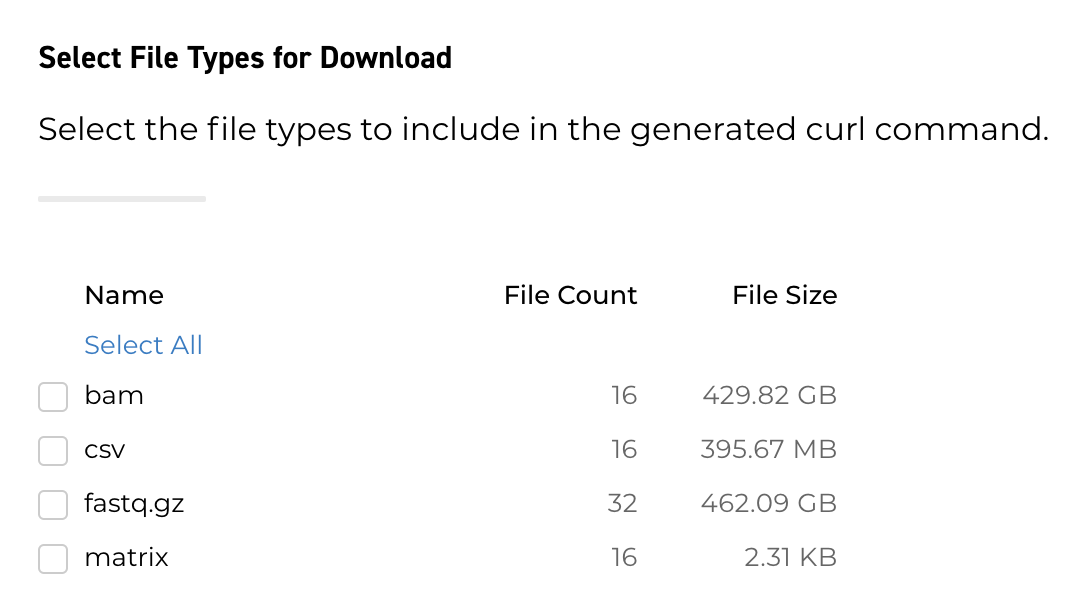 Select File Types for Download
Select the file types to include in the generated curl command.
Name File Count File Size
Select All
bam 16 429.82 GB
csv 16 395.67 MB
fastq.gz 32 462.09 GB
matrix 16 2.31 KB